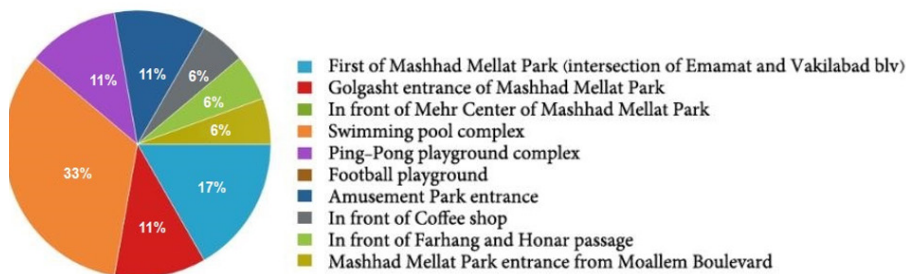 11%
11%
6%
6%
6%
33%
17%
11%
First of Mashhad Mellat Park (intersection of Emamat and Vakilabad blv)
Golgasht entrance of Mashhad Mellat Park
In front of Mehr Center of Mashhad Mellat Park
Swimming pool complex
Ping–Pong playground complex
Football playground
Amusement Park entrance
In front of Coffee shop
In front of Farhang and Honar passage
Mashhad Mellat Park entrance from Moallem Boulevard